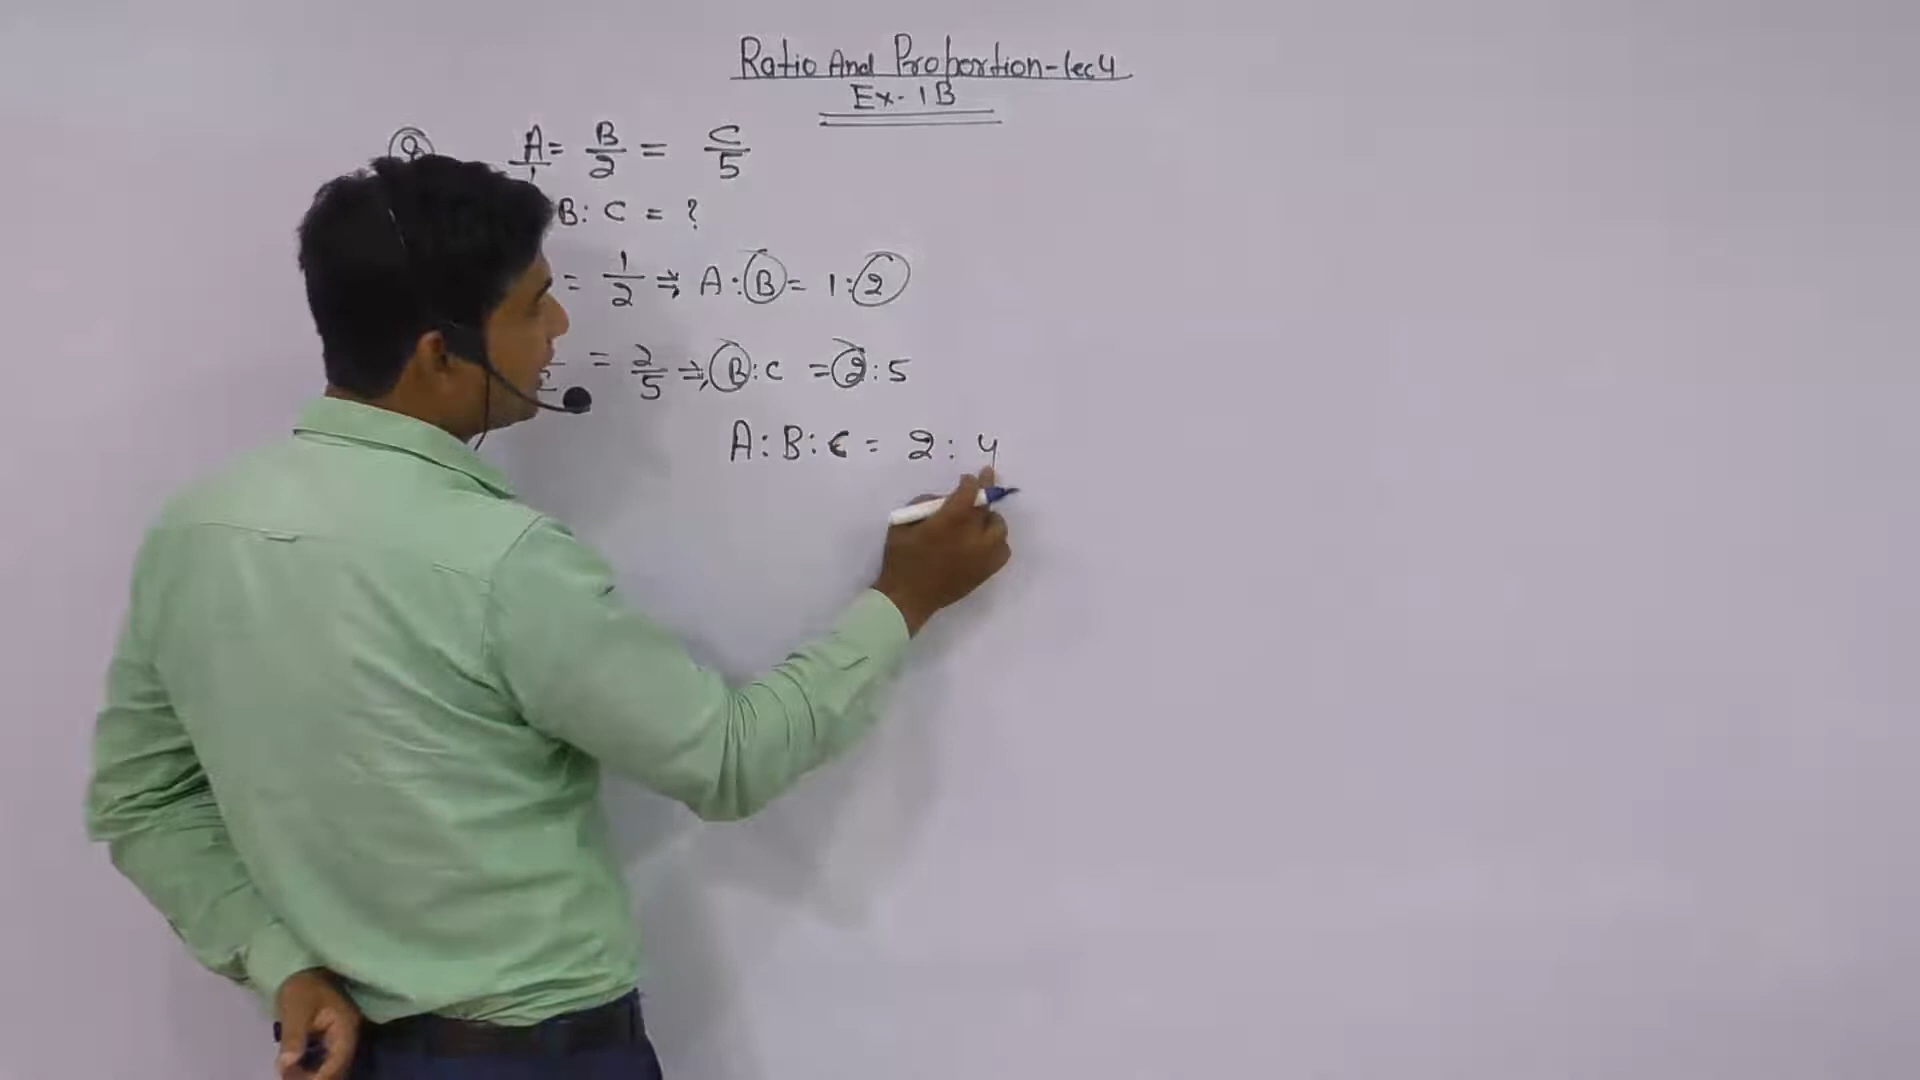 Ratio And Proportion-lec 4
Ex- 1B
A/1 = B/2 = C/5
B: C = ?
= 1/2 ⇒ A:B = 1:2
= 2/5 ⇒ B:C = 2:5
A:B:C = 2: 4